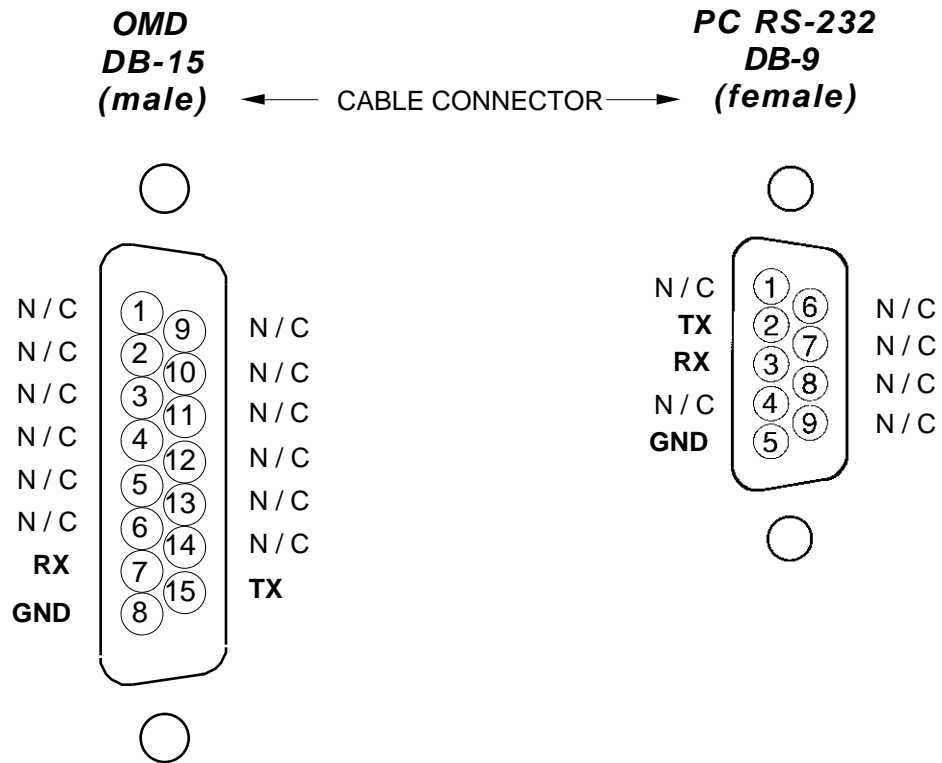 OMD
DB-15
(male)
CABLE CONNECTOR
PC RS-232
DB-9
(female)
N / C
N / C
N / C
N / C
N / C
N / C
RX
GND
1
2
3
4
5
6
7
8
9
10
11
12
13
14
15
N / C
N / C
N / C
N / C
N / C
N / C
TX
N / C
TX
RX
N / C
GND
1
2
3
4
5
6
7
8
9
N / C
N / C
N / C
N / C